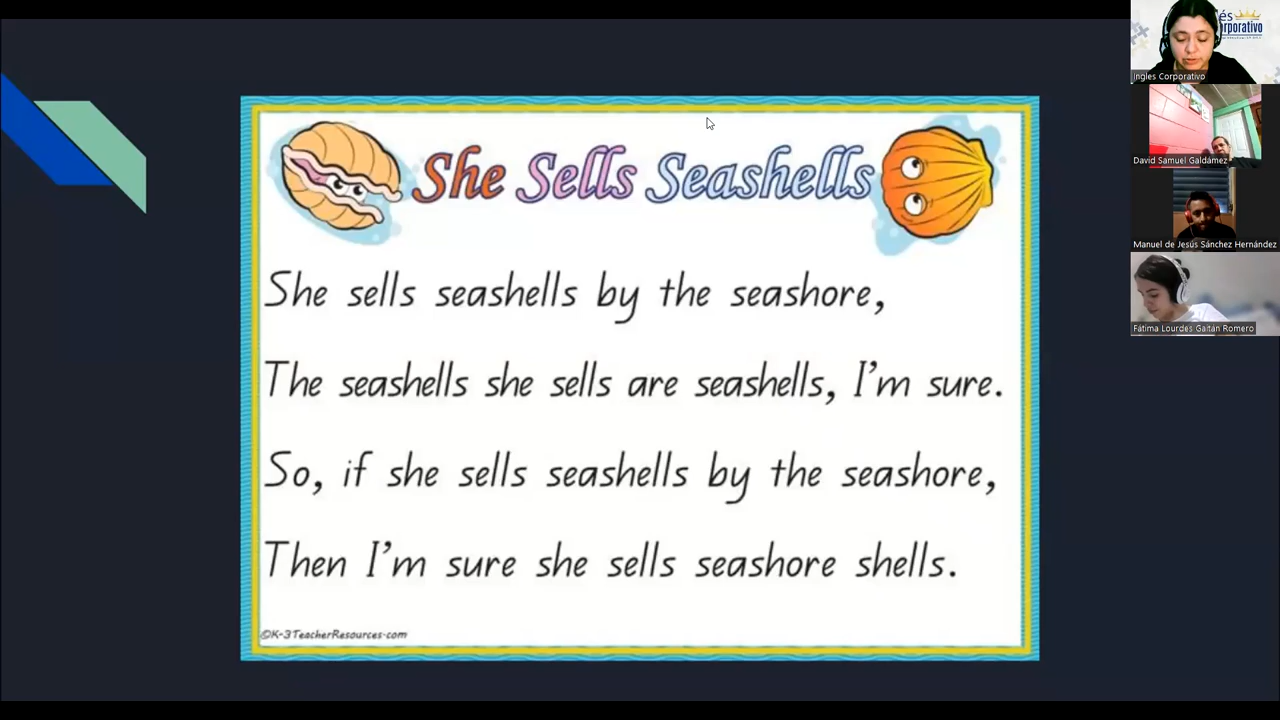 She Sells Seashells
She sells seashells by the seashore,
The seashells she sells are seashells, I'm sure.
So, if she sells seashells by the seashore,
Then I'm sure she sells seashore shells.
©K-3TeacherResources.com
Ingles Corporativo
David Samuel Galdámez
Manuel de Jesús Sánchez Hernández
Fátima Lourdes Gaitán Romero